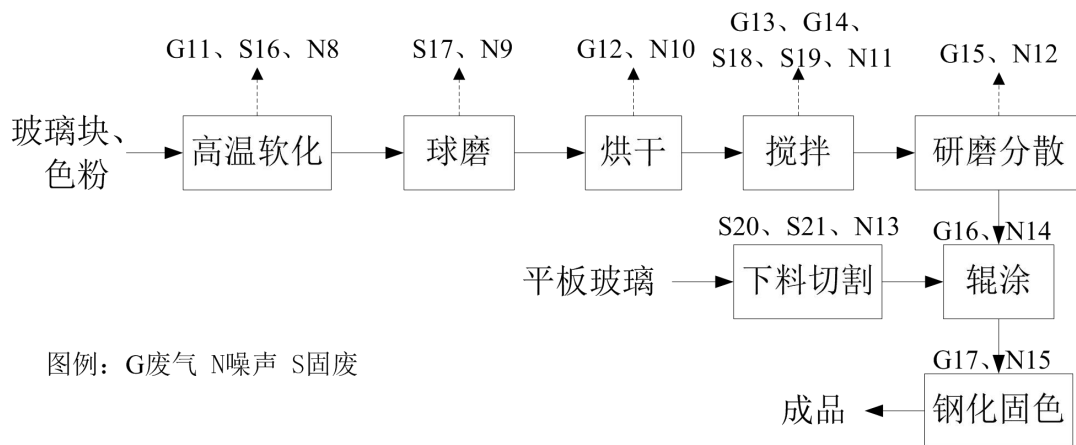 G11、S16、N8
S17、N9
G12、N10
G13、G14、
S18、S19、N11
G15、N12
玻璃块、
色粉
高温软化
球磨
烘干
搅拌
研磨分散
S20、S21、N13
G16、N14
平板玻璃
下料切割
辊涂
图例：G废气 N噪声 S固废
G17、N15
成品
钢化固色